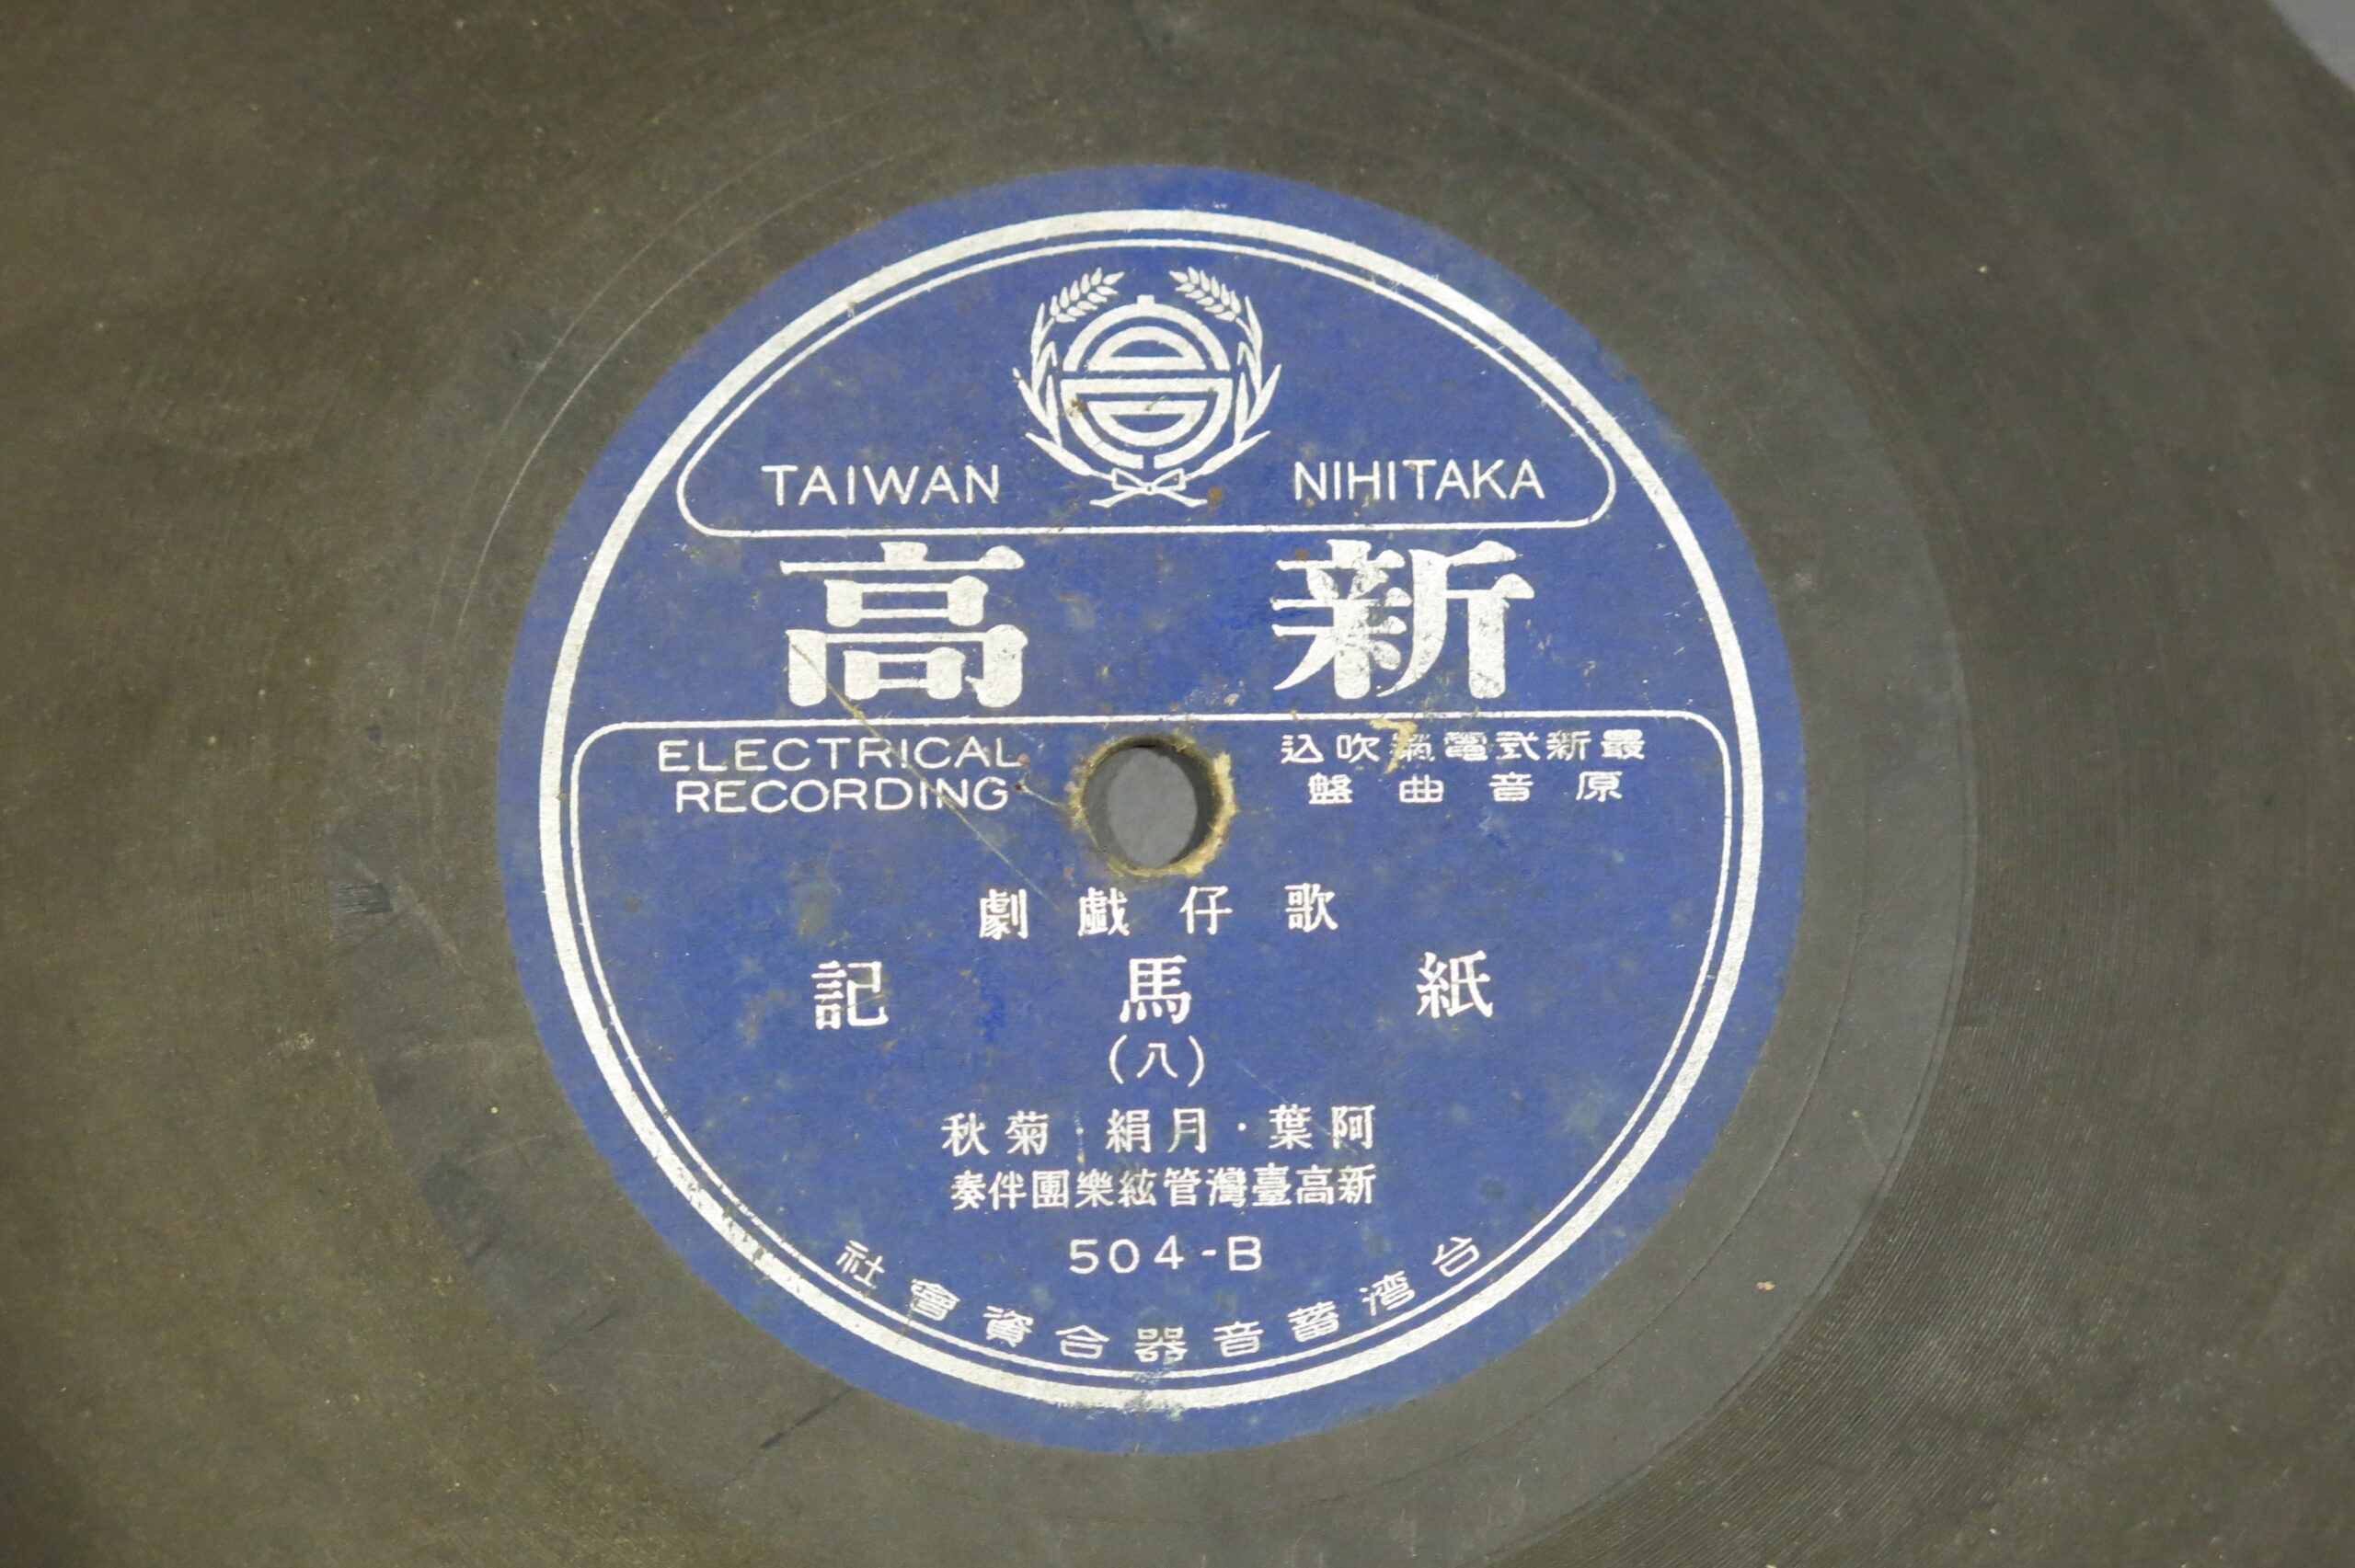 TAIWAN NIHITAKA
新高
ELECTRICAL
RECORDING
最新式電氣吹込
原音曲盤
歌仔戯劇
紙馬記
(八)
阿葉・月絹・菊秋
新高臺灣管絃樂團伴奏
504-B
台湾蓄音器合資會社